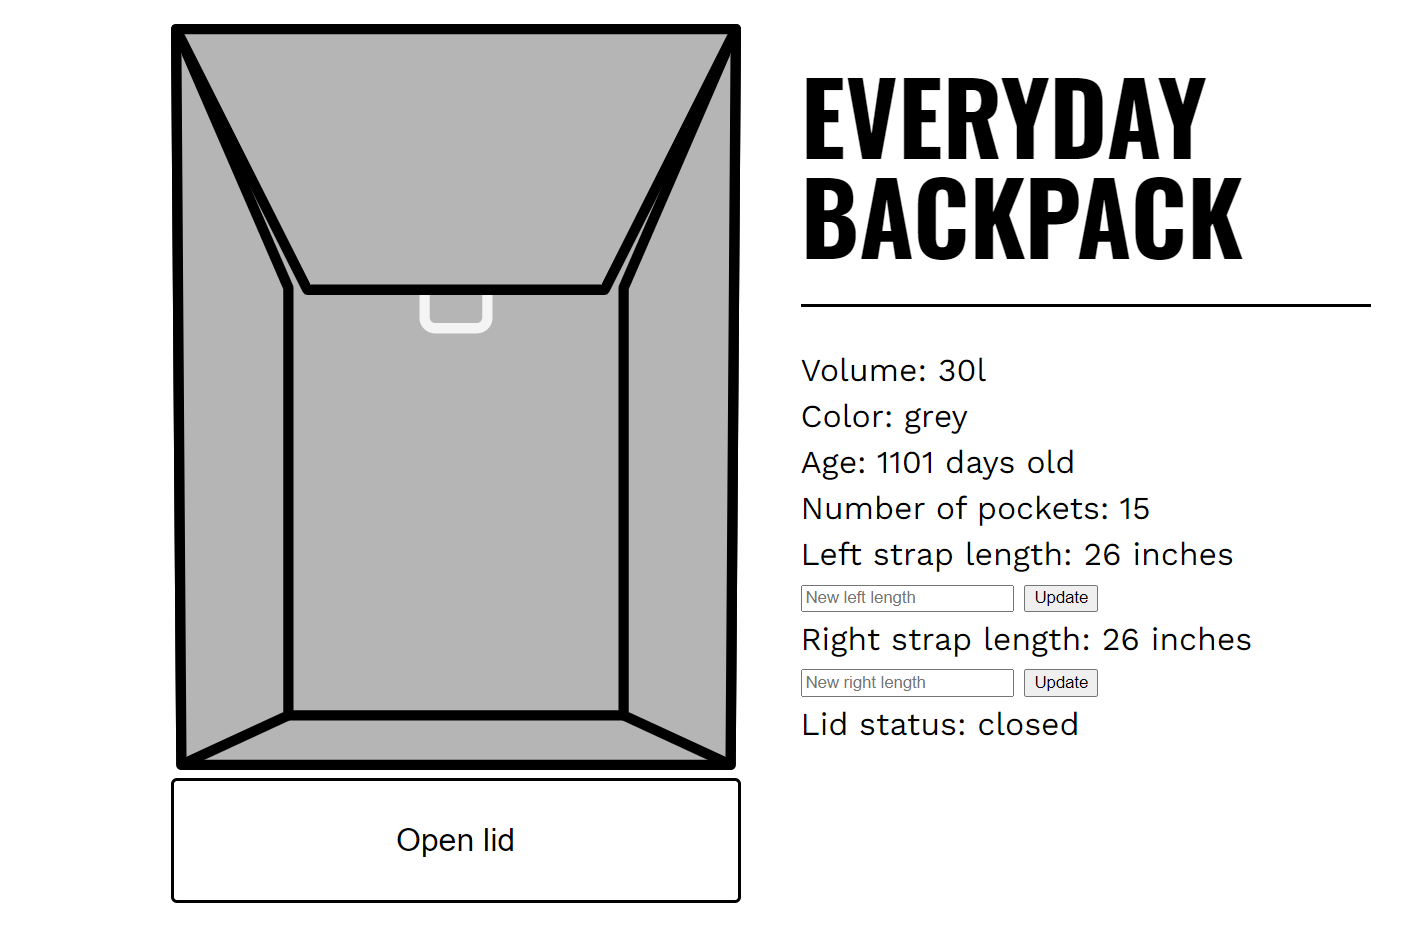 EVERYDAY
BACKPACK
Volume: 30l
Color: grey
Age: 1101 days old
Number of pockets: 15
Left strap length: 26 inches
New left length Update
Right strap length: 26 inches
New right length Update
Lid status: closed
Open lid